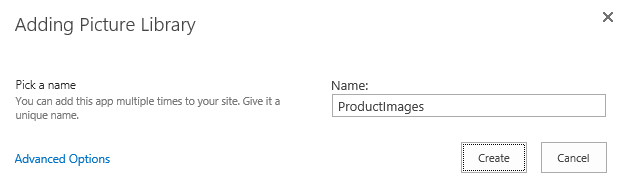 Adding Picture Library
Pick a name
You can add this app multiple times to your site. Give it a
unique name.
Name:
ProductImages
Advanced Options
Create
Cancel